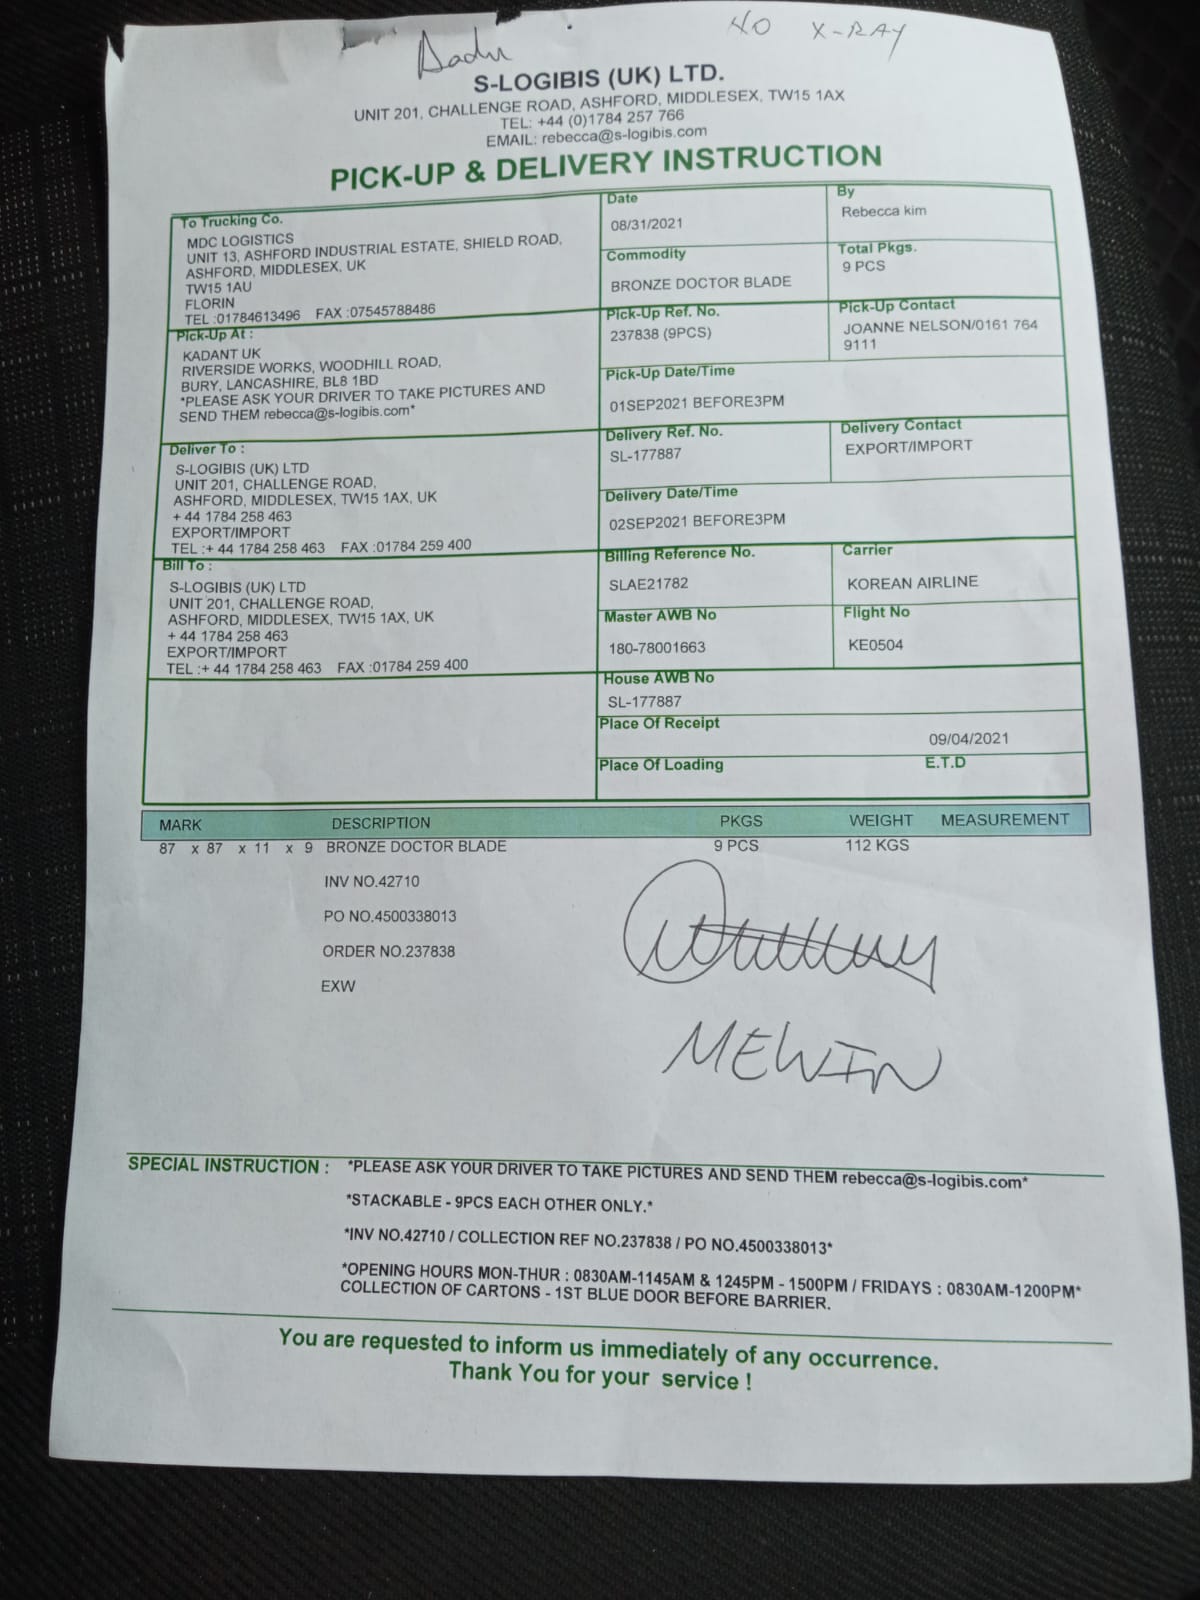 NO X-RAY
S-LOGIBIS (UK) LTD.
UNIT 201, CHALLENGE ROAD, ASHFORD, MIDDLESEX, TW15 1AX
TEL: +44 (0)1784 257 766
EMAIL: rebecca@s-logibis.com
PICK-UP & DELIVERY INSTRUCTION
To Trucking Co.
MDC LOGISTICS
UNIT 13, ASHFORD INDUSTRIAL ESTATE, SHIELD ROAD,
ASHFORD, MIDDLESEX, UK
TW15 1AU
FLORIN
TEL :01784613496 FAX :07545788486
Date
08/31/2021
By
Rebecca kim
Commodity
BRONZE DOCTOR BLADE
Total Pkgs.
9 PCS
Pick-Up At :
KADANT UK
RIVERSIDE WORKS, WOODHILL ROAD,
BURY, LANCASHIRE, BL8 1BD
*PLEASE ASK YOUR DRIVER TO TAKE PICTURES AND
SEND THEM rebecca@s-logibis.com*
Pick-Up Ref. No.
237838 (9PCS)
Pick-Up Contact
JOANNE NELSON/0161 764
9111
Pick-Up Date/Time
01SEP2021 BEFORE3PM
Deliver To :
S-LOGIBIS (UK) LTD
UNIT 201, CHALLENGE ROAD,
ASHFORD, MIDDLESEX, TW15 1AX, UK
+ 44 1784 258 463
EXPORT/IMPORT
TEL :+ 44 1784 258 463 FAX :01784 259 400
Delivery Ref. No.
SL-177887
Delivery Contact
EXPORT/IMPORT
Delivery Date/Time
02SEP2021 BEFORE3PM
Bill To :
S-LOGIBIS (UK) LTD
UNIT 201, CHALLENGE ROAD,
ASHFORD, MIDDLESEX, TW15 1AX, UK
+ 44 1784 258 463
EXPORT/IMPORT
TEL :+ 44 1784 258 463 FAX :01784 259 400
Billing Reference No.
SLAE21782
Carrier
KOREAN AIRLINE
Master AWB No
180-78001663
Flight No
KE0504
House AWB No
SL-177887
Place Of Receipt
09/04/2021
Place Of Loading E.T.D
MARK DESCRIPTION PKGS WEIGHT MEASUREMENT
87 x 87 x 11 x 9 BRONZE DOCTOR BLADE 9 PCS 112 KGS
INV NO.42710
PO NO.4500338013
ORDER NO.237838
EXW
MEWIN
SPECIAL INSTRUCTION : *PLEASE ASK YOUR DRIVER TO TAKE PICTURES AND SEND THEM rebecca@s-logibis.com*
*STACKABLE - 9PCS EACH OTHER ONLY.*
*INV NO.42710 / COLLECTION REF NO.237838 / PO NO.4500338013*
*OPENING HOURS MON-THUR : 0830AM-1145AM & 1245PM - 1500PM / FRIDAYS : 0830AM-1200PM*
COLLECTION OF CARTONS - 1ST BLUE DOOR BEFORE BARRIER.
You are requested to inform us immediately of any occurrence.
Thank You for your service !